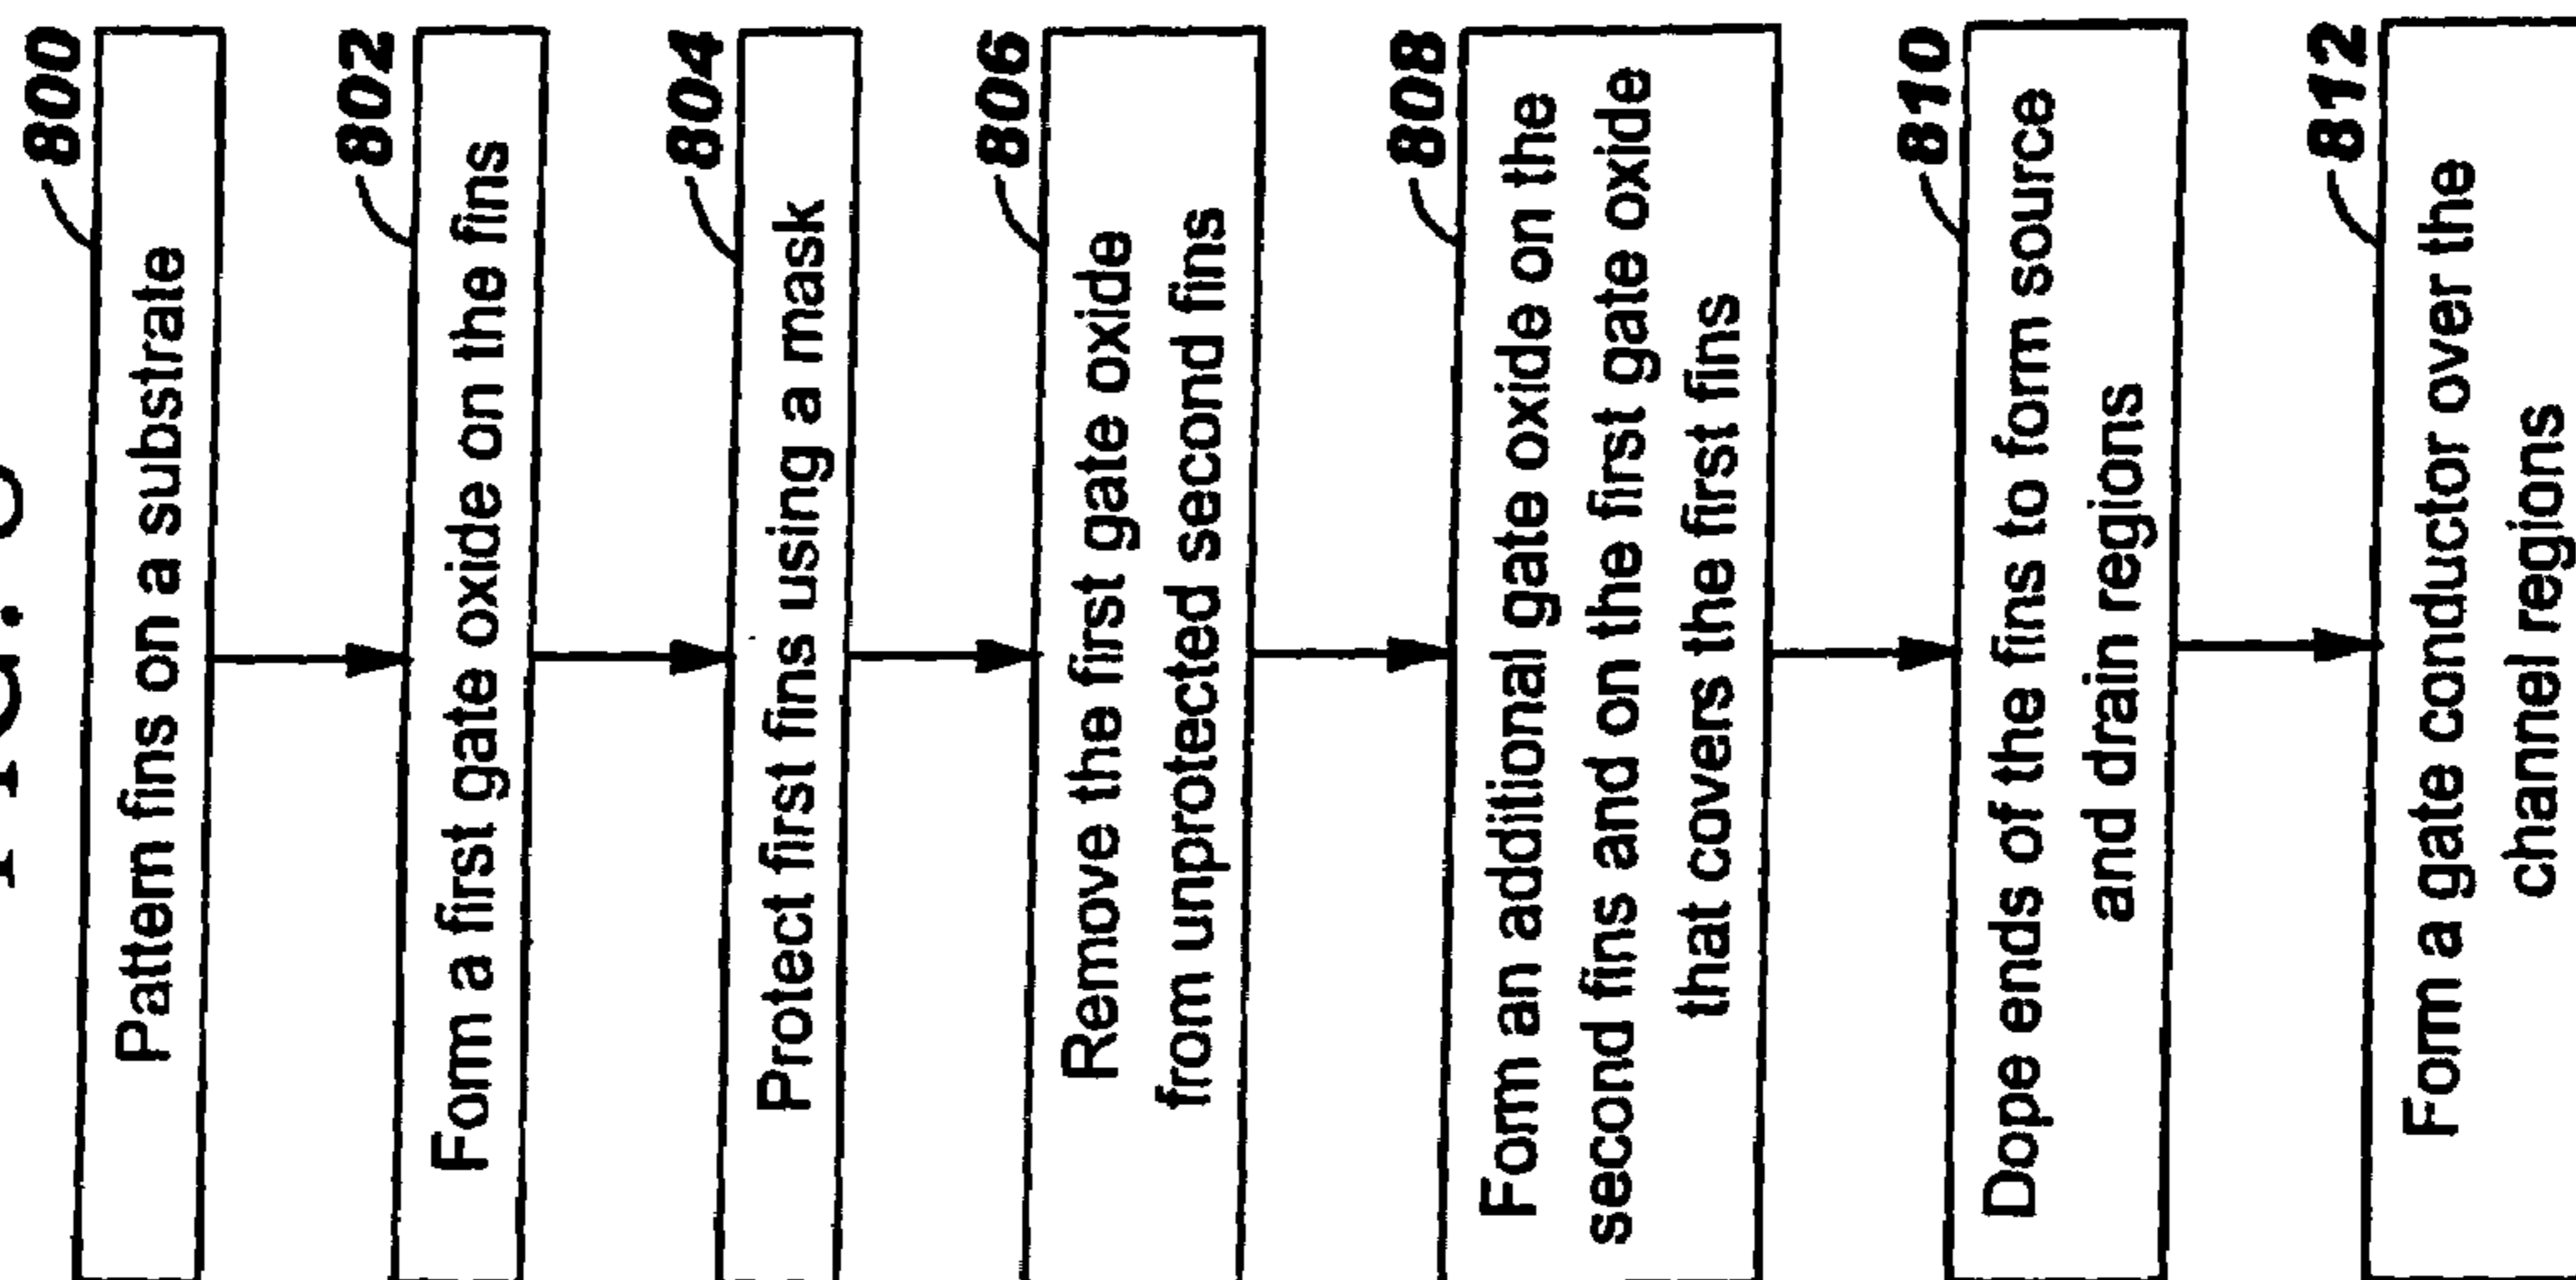 800
Pattern fins on a substrate
802
Form a first gate oxide on the fins
804
Protect first fins using a mask
806
Remove the first gate oxide
from unprotected second fins
808
Form an additional gate oxide on the
second fins and on the first gate oxide
that covers the first fins
810
Dope ends of the fins to form source
and drain regions
812
Form a gate conductor over the
channel regions